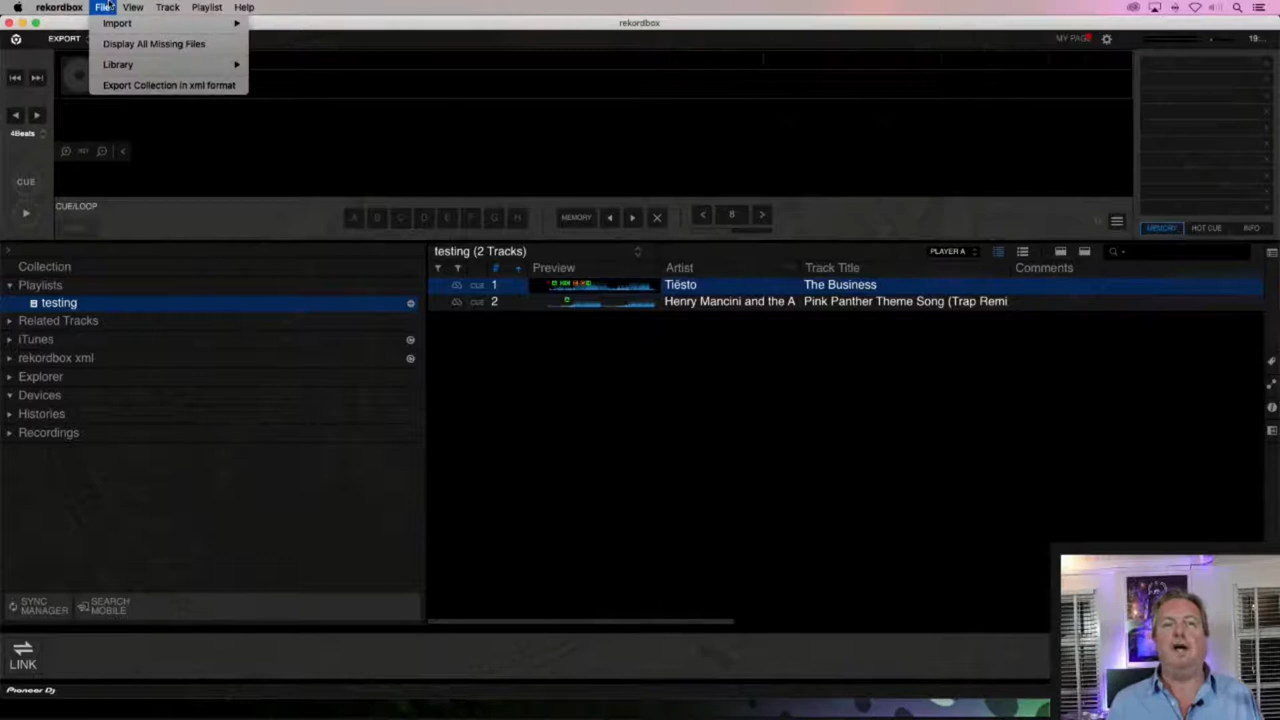 rekordbox File View Track Playlist Help
rekordbox
Import
Display All Missing Files
Library
Export Collection in xml format
EXPORT
MY PAGE
4Beats
CUE
CUE/LOOP
A B C D E F G H
MEMORY
8
MEMORY HOT CUE INFO
testing (2 Tracks)
PLAYER A
Preview Artist Track Title Comments
CUE 1 Tiësto The Business
CUE 2 Henry Mancini and the A Pink Panther Theme Song (Trap Remi
Collection
Playlists
testing
Related Tracks
iTunes
rekordbox xml
Explorer
Devices
Histories
Recordings
SYNC MANAGER
SEARCH MOBILE
LINK
Pioneer Dj